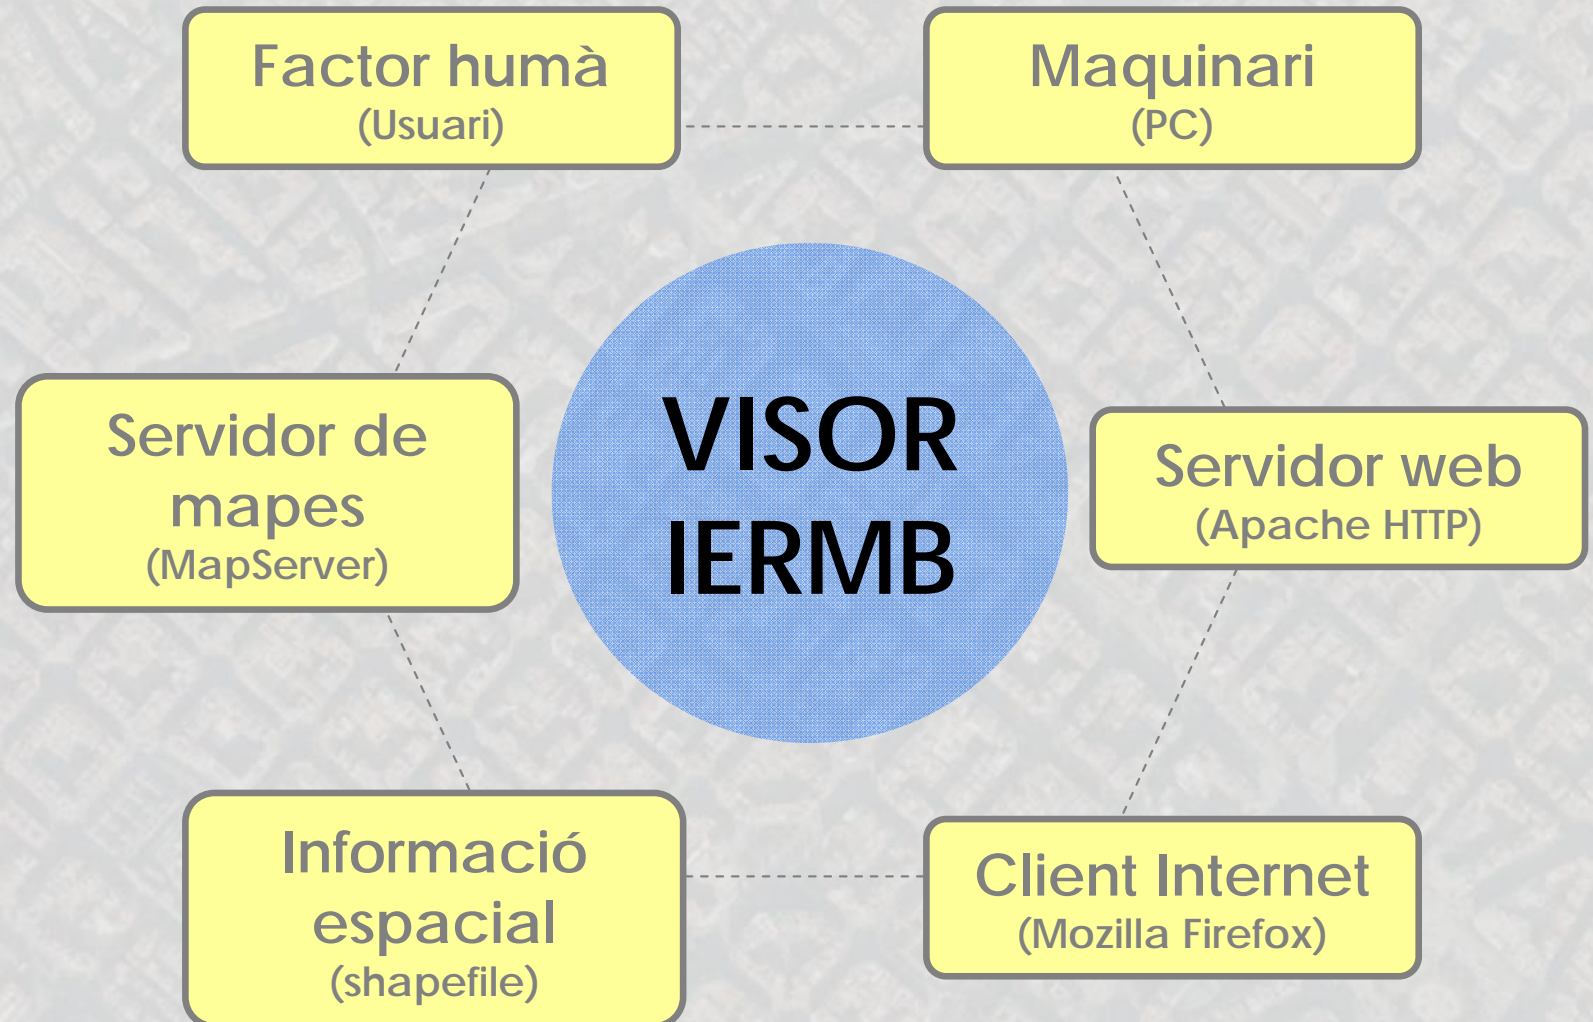 Factor humà
(Usuari)
Maquinari
(PC)
Servidor de
mapes
(MapServer)
VISOR
IERMB
Servidor web
(Apache HTTP)
Informació
espacial
(shapefile)
Client Internet
(Mozilla Firefox)